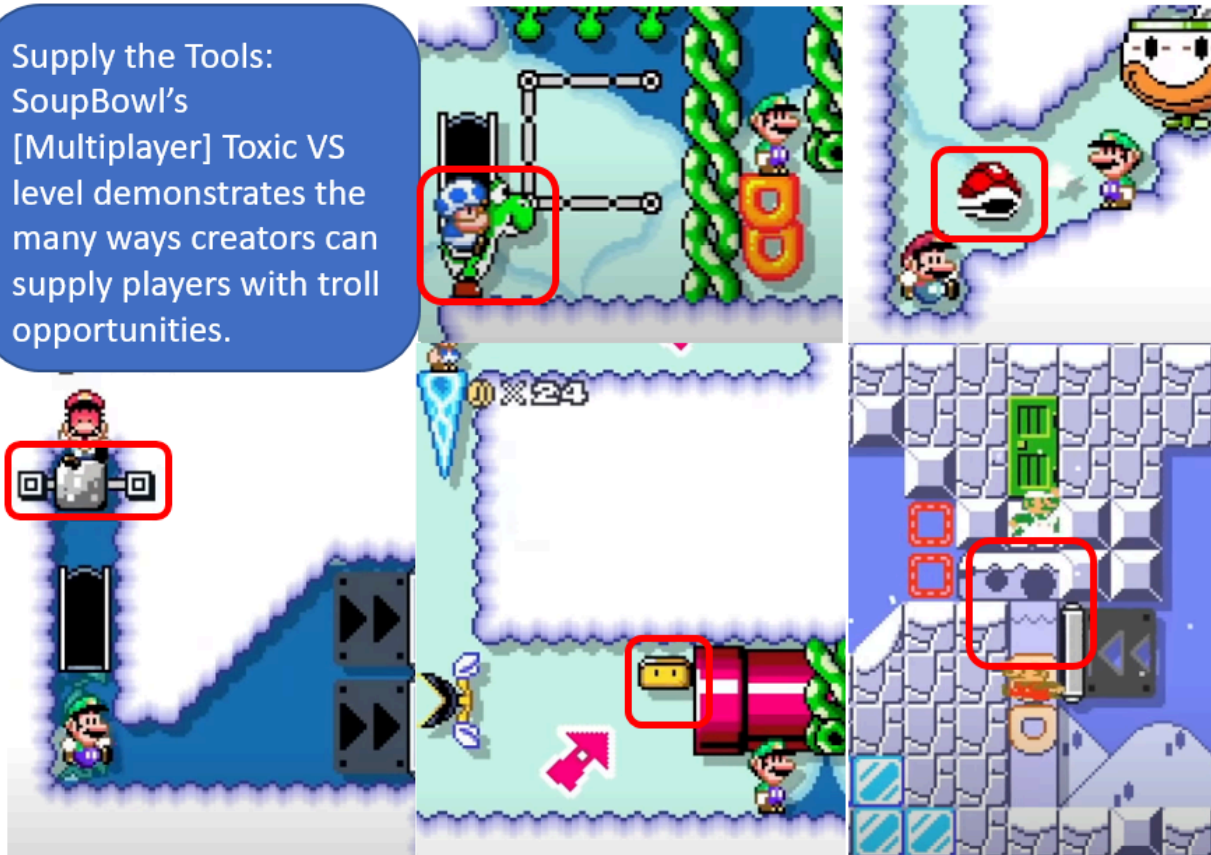 Supply the Tools:
SoupBowl’s
[Multiplayer] Toxic VS
level demonstrates the
many ways creators can
supply players with troll
opportunities.
×24